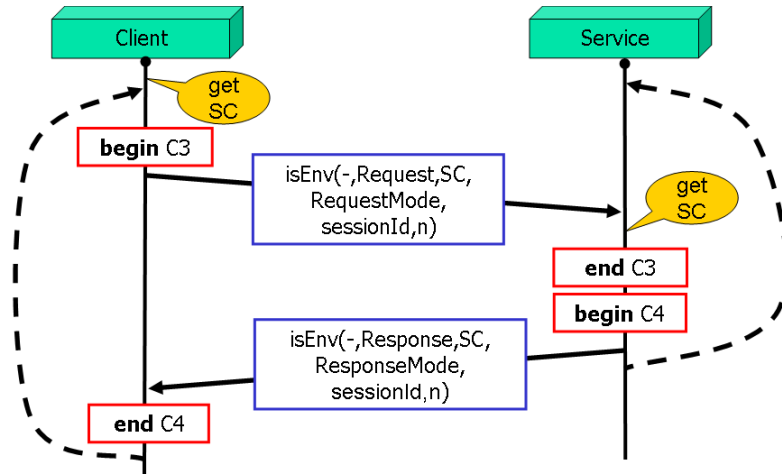 Client
Service
get
SC
begin C3
isEnv(-,Request,SC,
RequestMode,
sessionId,n)
get
SC
end C3
begin C4
isEnv(-,Response,SC,
ResponseMode,
sessionId,n)
end C4